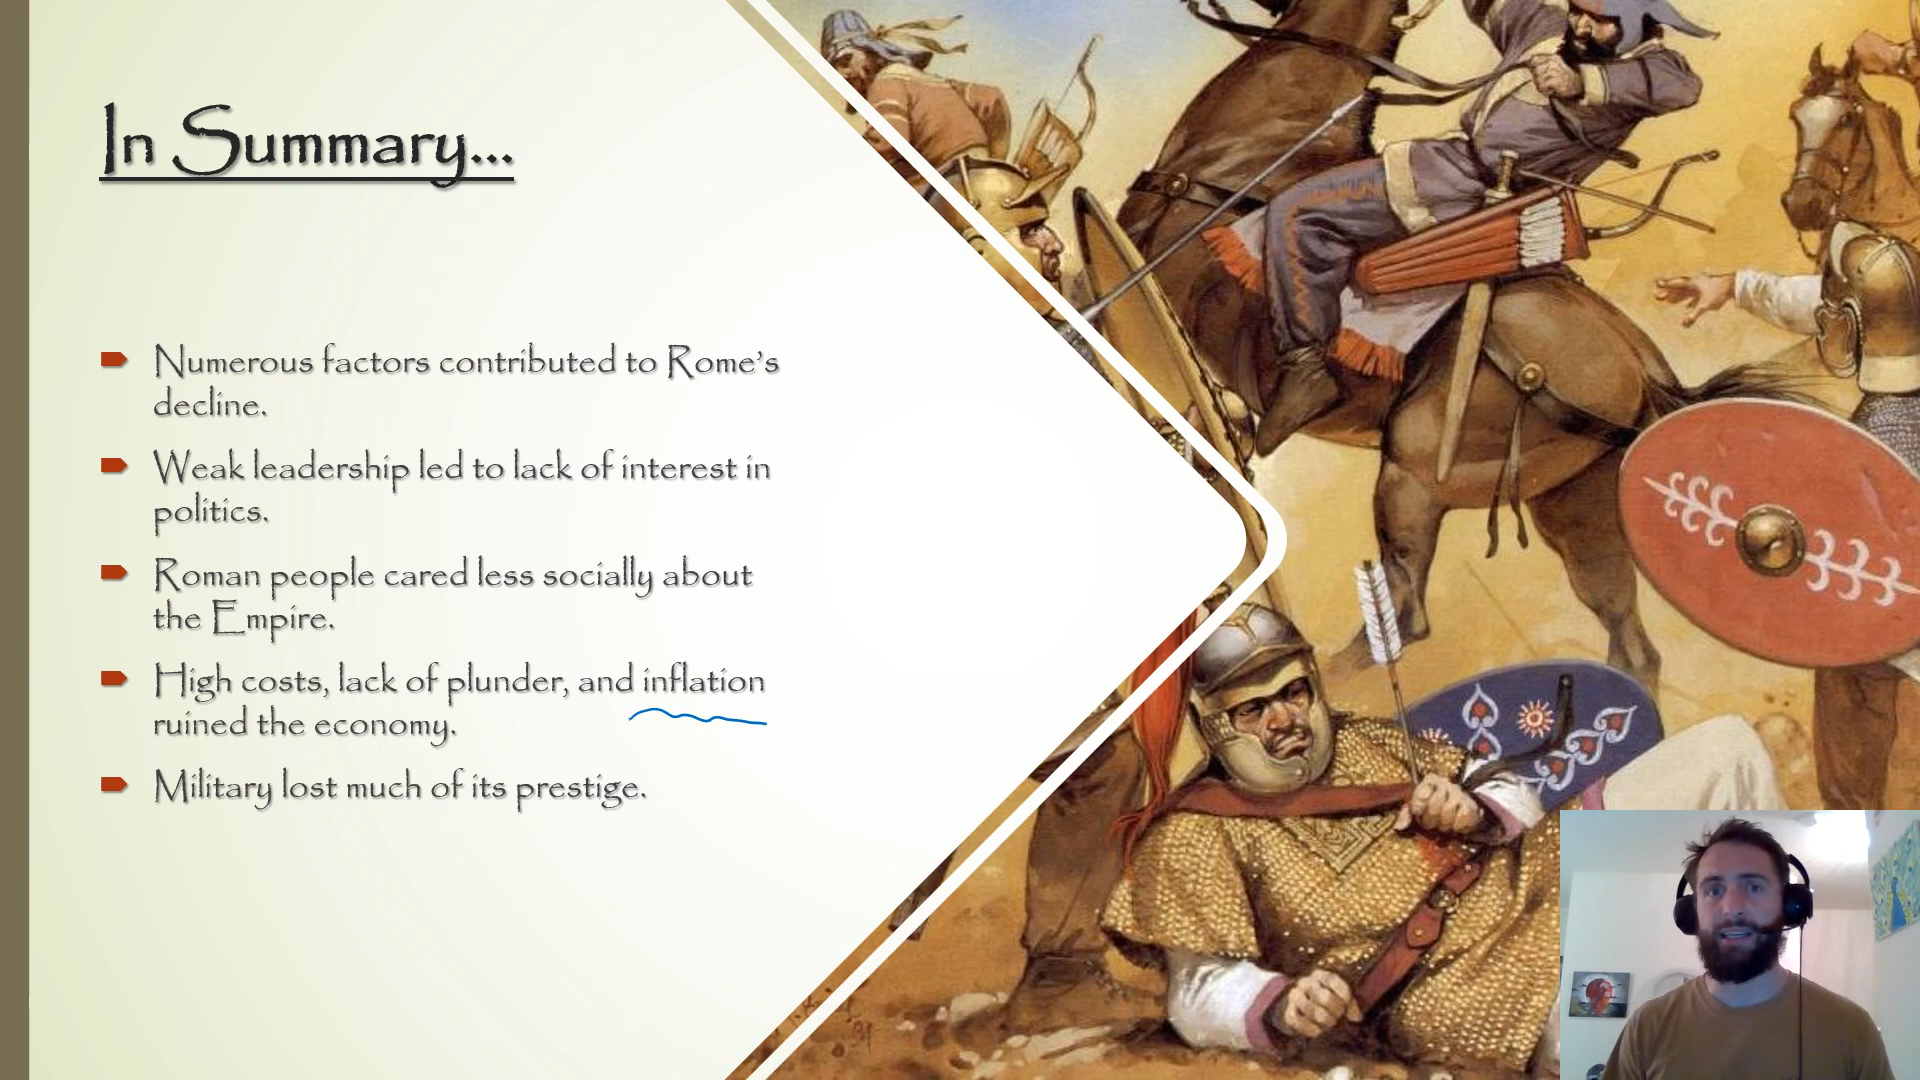 In Summary...
Numerous factors contributed to Rome's
decline.
Weak leadership led to lack of interest in
politics.
Roman people cared less socially about
the Empire.
High costs, lack of plunder, and inflation
ruined the economy.
Military lost much of its prestige.